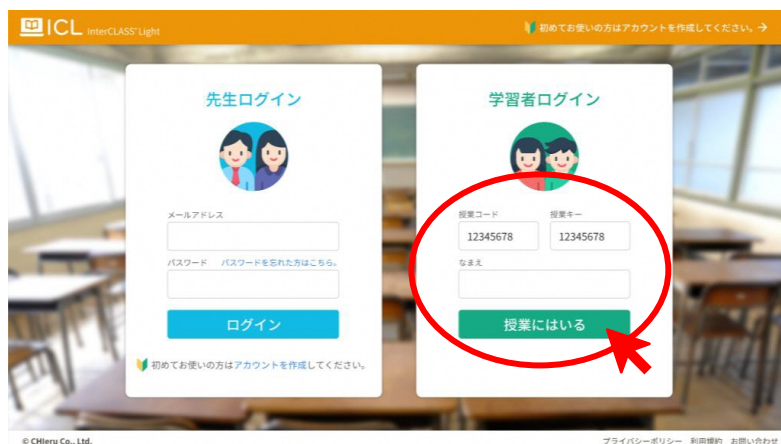 ICL InterCLASS®Light
初めてお使いの方はアカウントを作成してください。→
先生ログイン
メールアドレス
パスワード パスワードを忘れた方はこちら。
ログイン
初めてお使いの方はアカウントを作成してください。
学習者ログイン
授業コード 授業キー
12345678 12345678
なまえ
授業にはいる
© CHIeru Co., Ltd.
プライバシーポリシー 利用規約 お問い合わせ